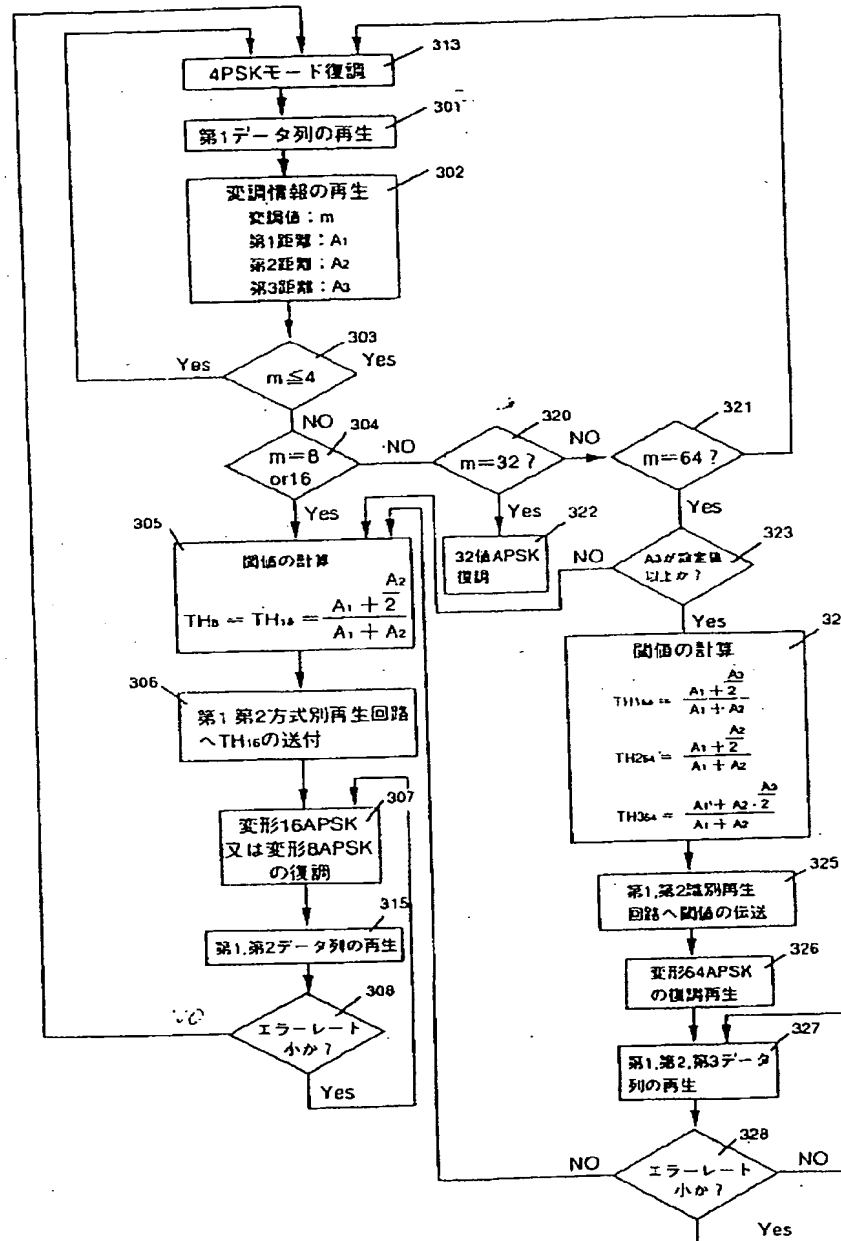 313
4PSKモード復調
301
第1データ列の再生
302
変調情報の再生
変調値：m
第1距離：A1
第2距離：A2
第3距離：A3
303
Yes
Yes
m≦4
NO
304
m=8
or16
NO
320
m=32？
NO
321
m=64？
Yes
Yes
Yes
305
322
32値APSK
復調
NO
323
A3が設定値
以上か？
閾値の計算
A2
2
A1 +
A1 + A2
Yes
32
閾値の計算
A1 +
2
A1 + A2
A2
A1 +
2
A1 + A2
TH264 =
A1 + A2
2
TH364 =
A1 + A2
306
第1 第2方式別再生回路
へTH16の送付
307
変形16APSK
又は変形8APSK
の復調
325
第1,第2識別再生
回路へ閾値の伝送
315
第1,第2データ列の再生
326
変形64APSK
の復調再生
308
エラーレート
小か？
327
第1,第2,第3データ
列の再生
Yes
328
NO
エラーレート
小か？
NO
Yes